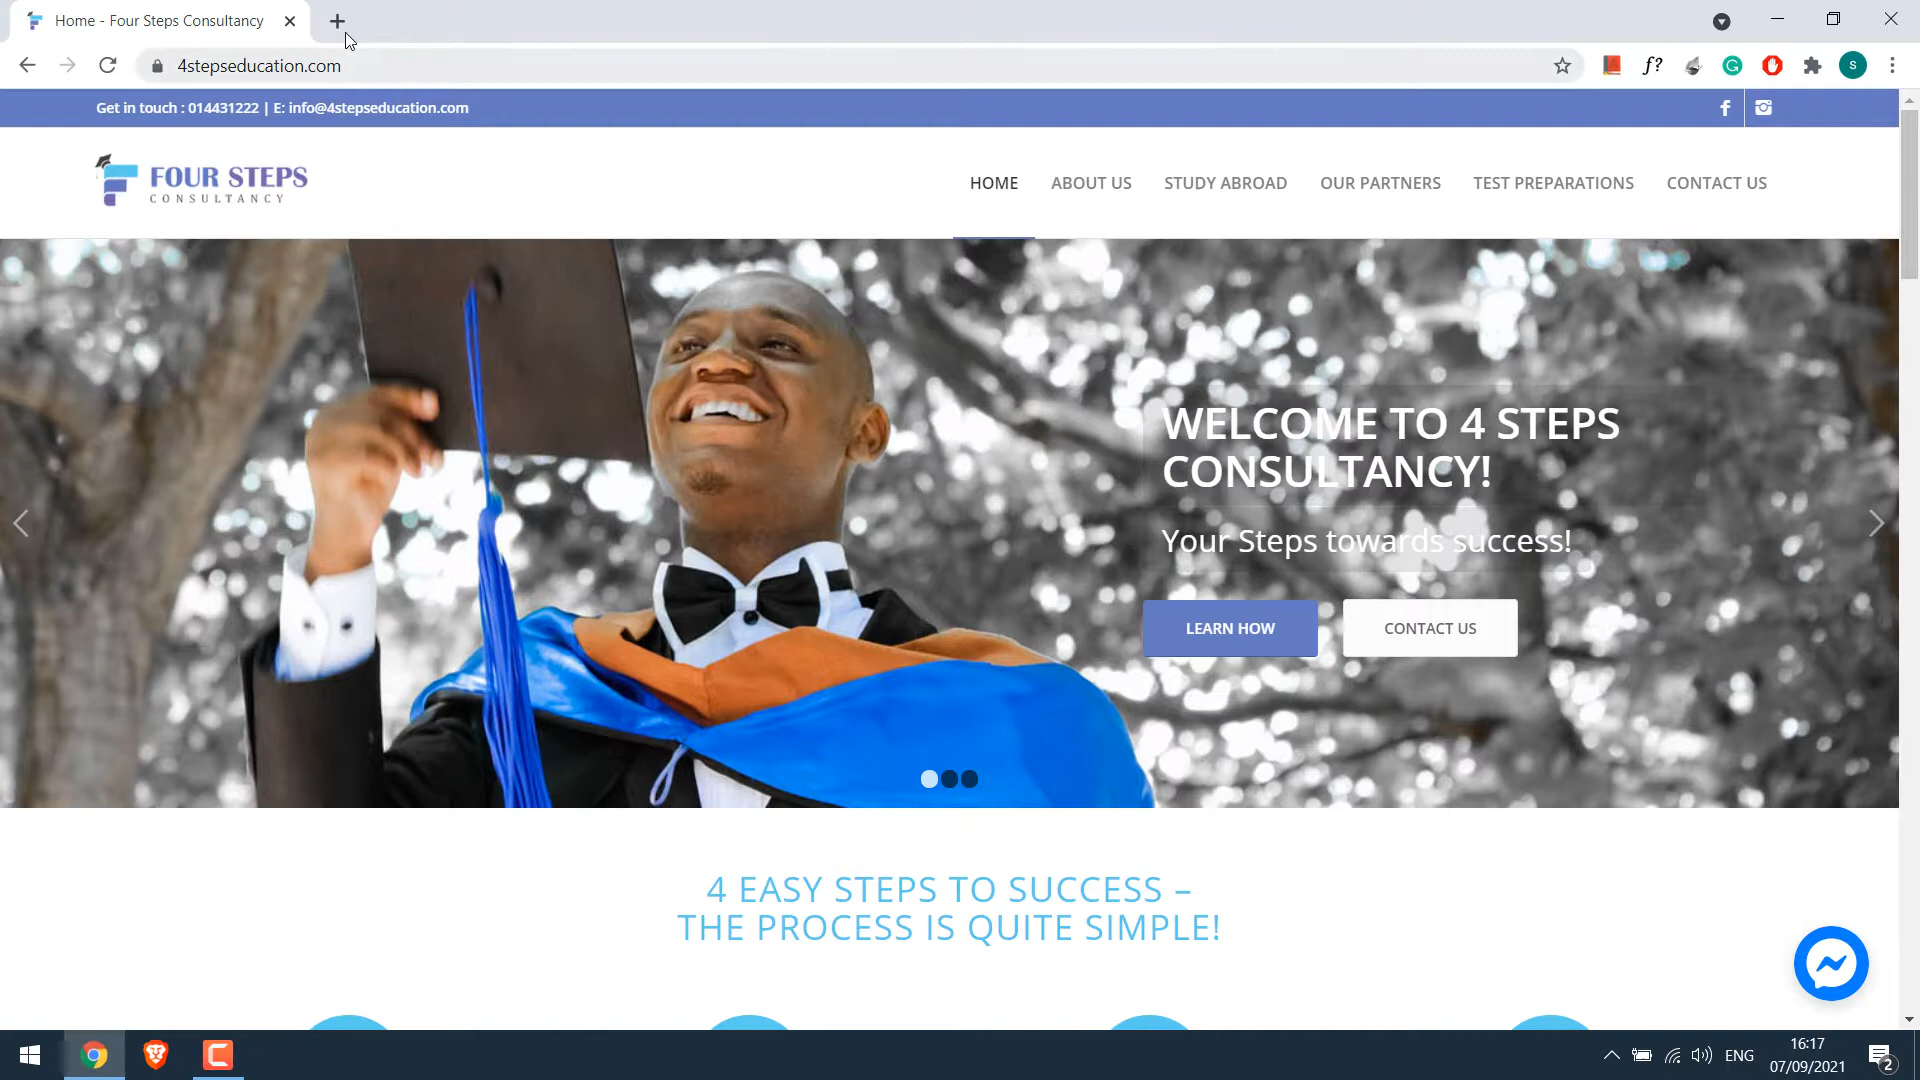 Home - Four Steps Consultancy
4stepseducation.com
f?
S
Get in touch : 014431222 | E: info@4stepseducation.com
FOUR STEPS
CONSULTANCY
HOME ABOUT US STUDY ABROAD OUR PARTNERS TEST PREPARATIONS CONTACT US
WELCOME TO 4 STEPS
CONSULTANCY!
Your Steps towards success!
LEARN HOW CONTACT US
4 EASY STEPS TO SUCCESS –
THE PROCESS IS QUITE SIMPLE!
ENG
16:17
07/09/2021
2